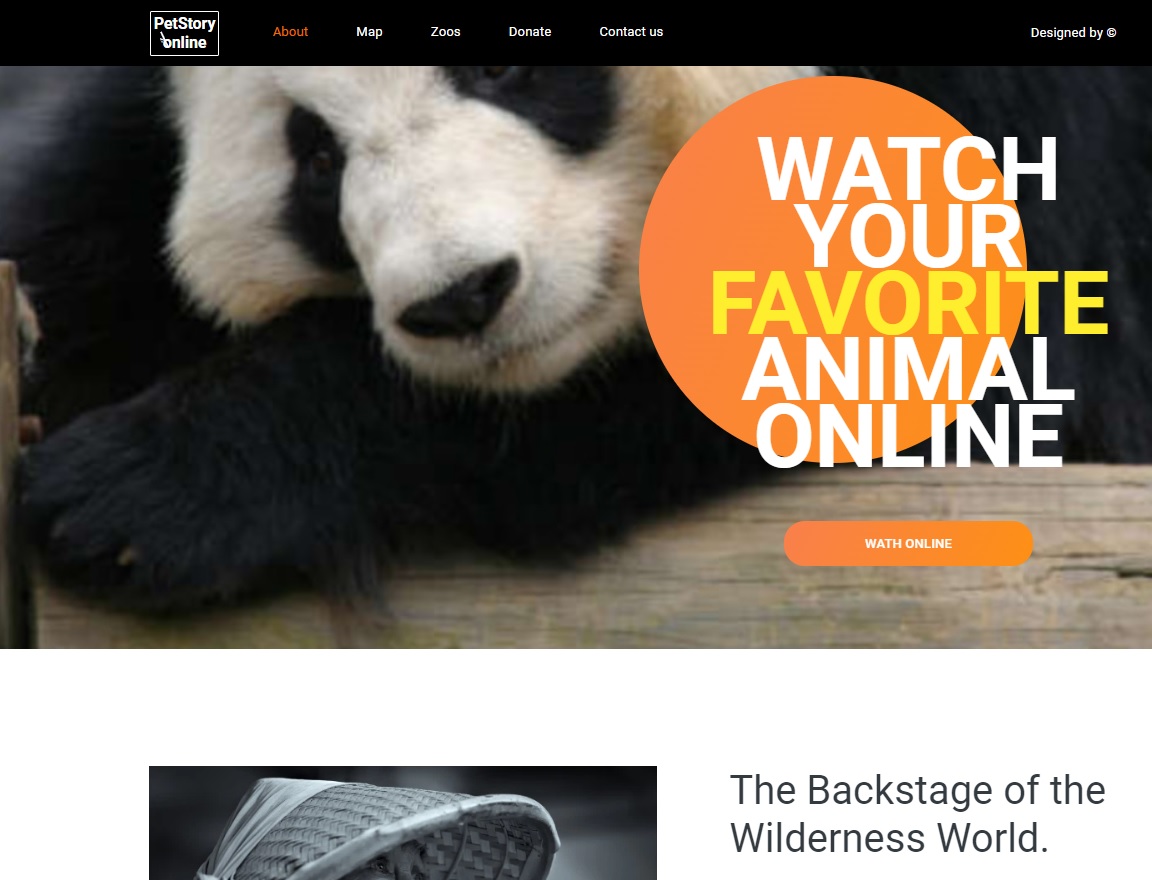 PetStory
online
About
Map
Zoos
Donate
Contact us
Designed by ©
WATCH
YOUR
FAVORITE
ANIMAL
ONLINE
WATH ONLINE
The Backstage of the
Wilderness World.